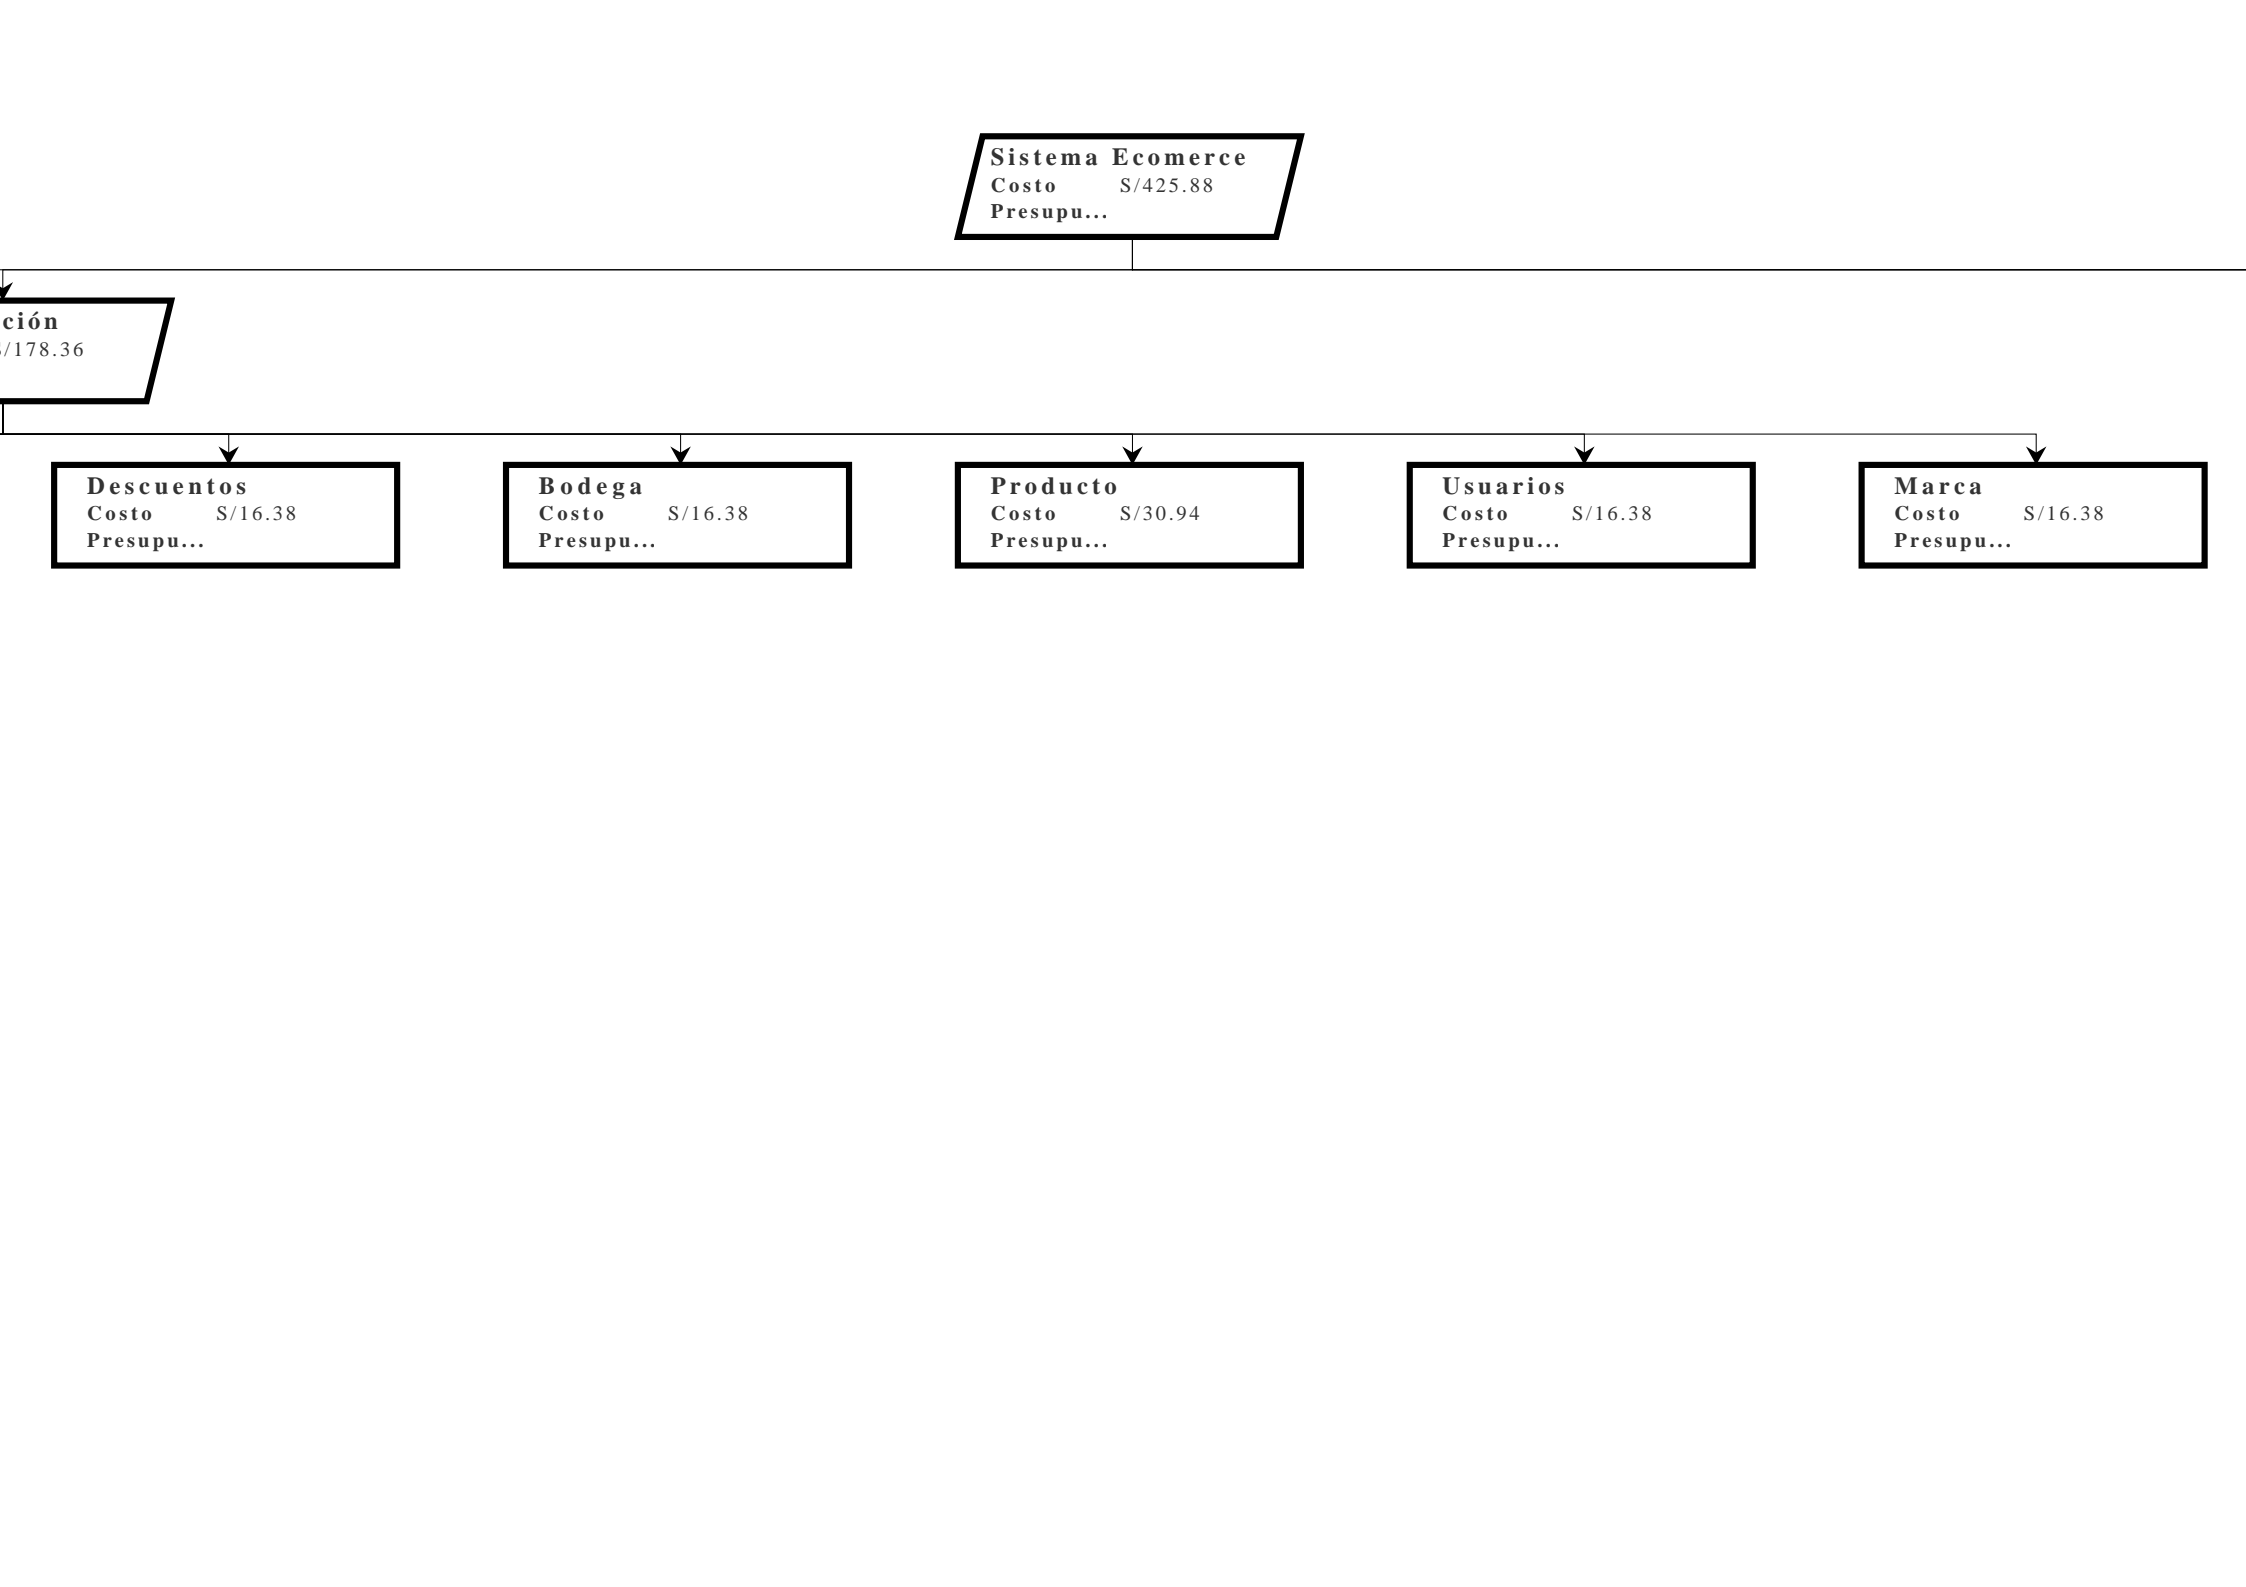 Sistema Ecomerce
Costo S/425.88
Presupu...
ción
S/178.36
Descuentos
Costo S/16.38
Presupu...
Bodega
Costo S/16.38
Presupu...
Producto
Costo S/30.94
Presupu...
Usuarios
Costo S/16.38
Presupu...
Marca
Costo S/16.38
Presupu...